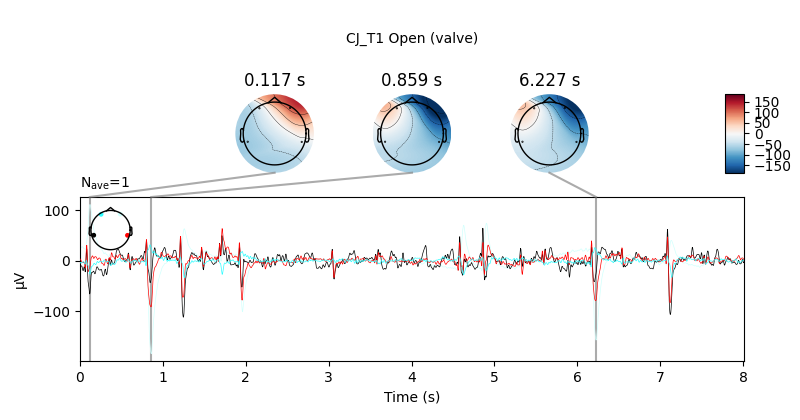 CJ_T1 Open (valve)
0.117 s 0.859 s 6.227 s
150
100
50
0
−50
−100
−150
Nave=1
100
0
−100
µV
0 1 2 3 4 5 6 7 8
Time (s)